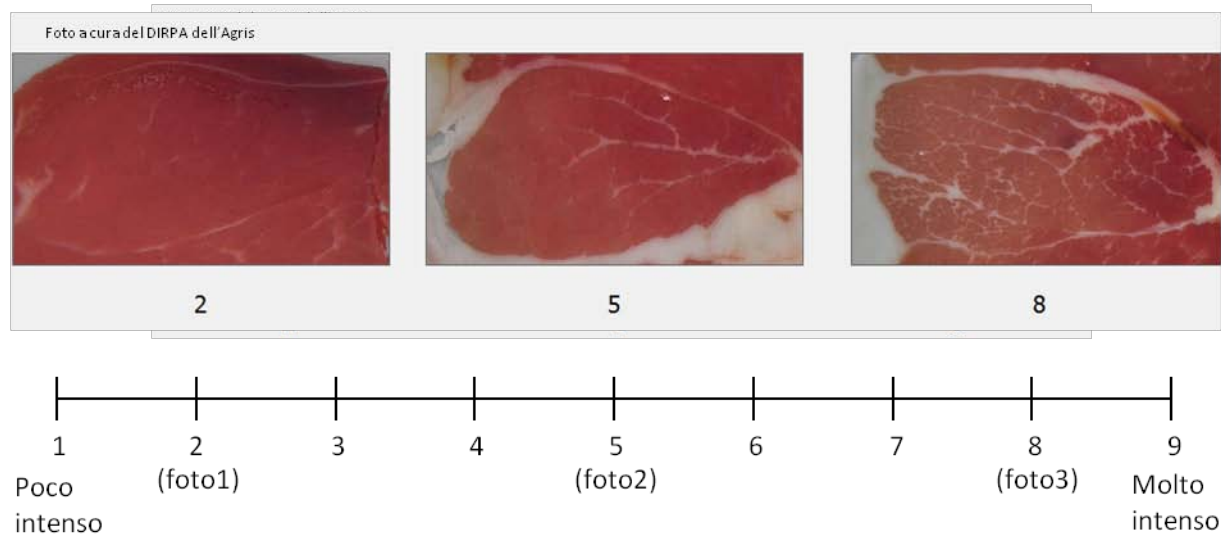 Foto a cura del DIRPA dell'Agris
2 5 8
1 2 3 4 5 6 7 8 9
(foto1) (foto2) (foto3)
Poco Molto
intenso intenso